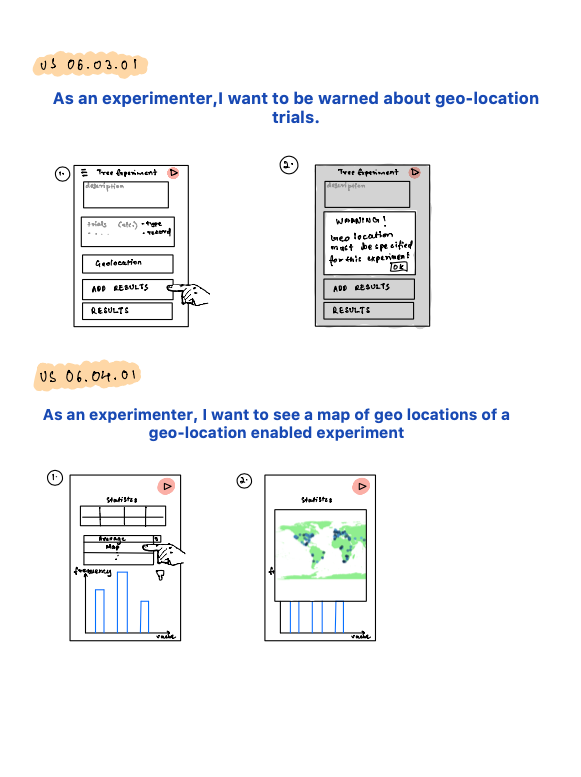 US 06.03.01
As an experimenter,I want to be warned about geo-location
trials.
1.
Tree Experiment
description
trials (etc.) - type
- record
Geolocation
ADD RESULTS
RESULTS
2.
Tree Experiment
description
WARNING!
Geo location
must be specified
for this experiment
OK
ADD RESULTS
RESULTS
US 06.04.01
As an experimenter, I want to see a map of geo locations of a
geo-location enabled experiment
1.
Average
Map
frequency
value
2.
value